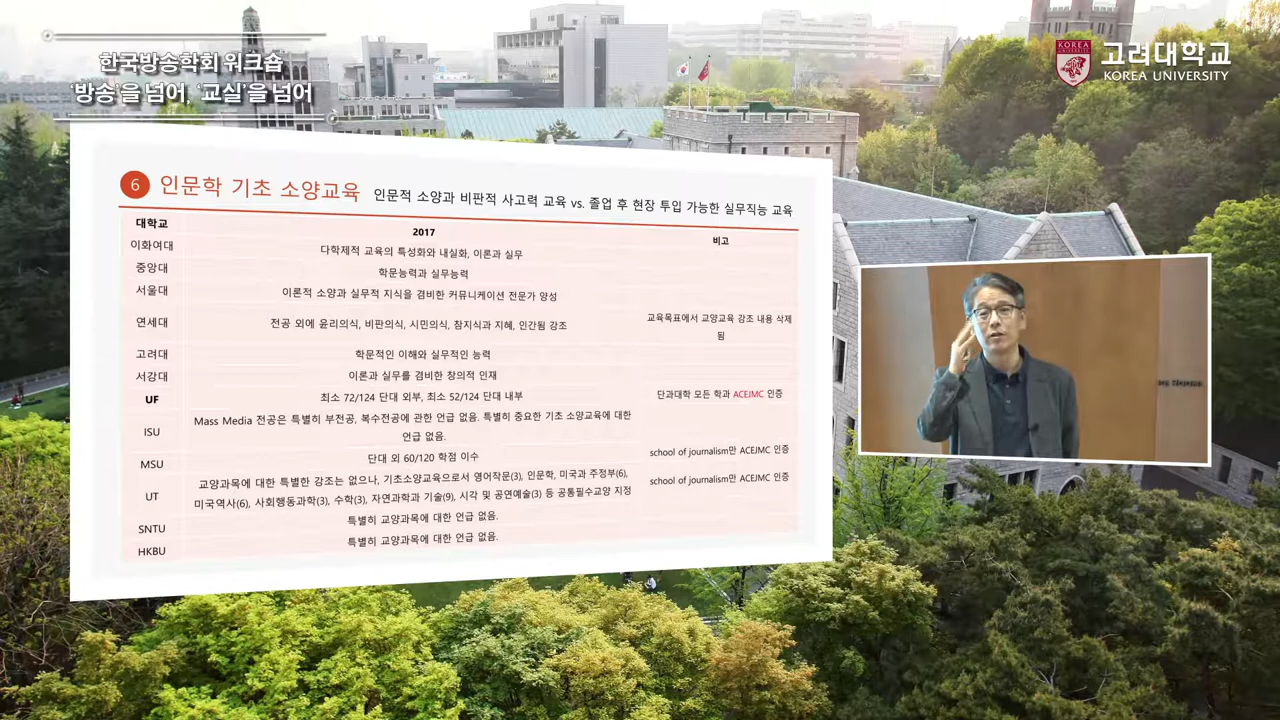 한국방송학회 워크숍
'방송'을 넘어, '교실'을 넘어
KOREA
UNIVERSITY
고려대학교
KOREA UNIVERSITY
6 인문학 기초 소양교육 인문적 소양과 비판적 사고력 교육 vs. 졸업 후 현장 투입 가능한 실무직능 교육
대학교 2017 비고
이화여대 다학제적 교육의 특성화와 내실화, 이론과 실무
중앙대 학문능력과 실무능력
서울대 이론적 소양과 실무적 지식을 겸비한 커뮤니케이션 전문가 양성
연세대 전공 외에 윤리의식, 비판의식, 시민의식, 참지식과 지혜, 인간됨 강조 교육목표에서 교양교육 강조 내용 삭제
됨
고려대 학문적인 이해와 실무적인 능력
서강대 이론과 실무를 겸비한 창의적 인재
UF 최소 72/124 단대 외부, 최소 52/124 단대 내부 단과대학 모든 학과 ACEJMC 인증
ISU Mass Media 전공은 특별히 부전공, 복수전공에 관한 언급 없음. 특별히 중요한 기초 소양교육에 대한
언급 없음.
MSU 단대 외 60/120 학점 이수 school of journalism만 ACEJMC 인증
UT 교양과목에 대한 특별한 강조는 없으나, 기초소양교육으로서 영어작문(3), 인문학, 미국과 주정부(6), school of journalism만 ACEJMC 인증
미국역사(6), 사회행동과학(3), 수학(3), 자연과학과 기술(9), 시각 및 공연예술(3) 등 공통필수교양 지정
SNTU 특별히 교양과목에 대한 언급 없음.
HKBU 특별히 교양과목에 대한 언급 없음.